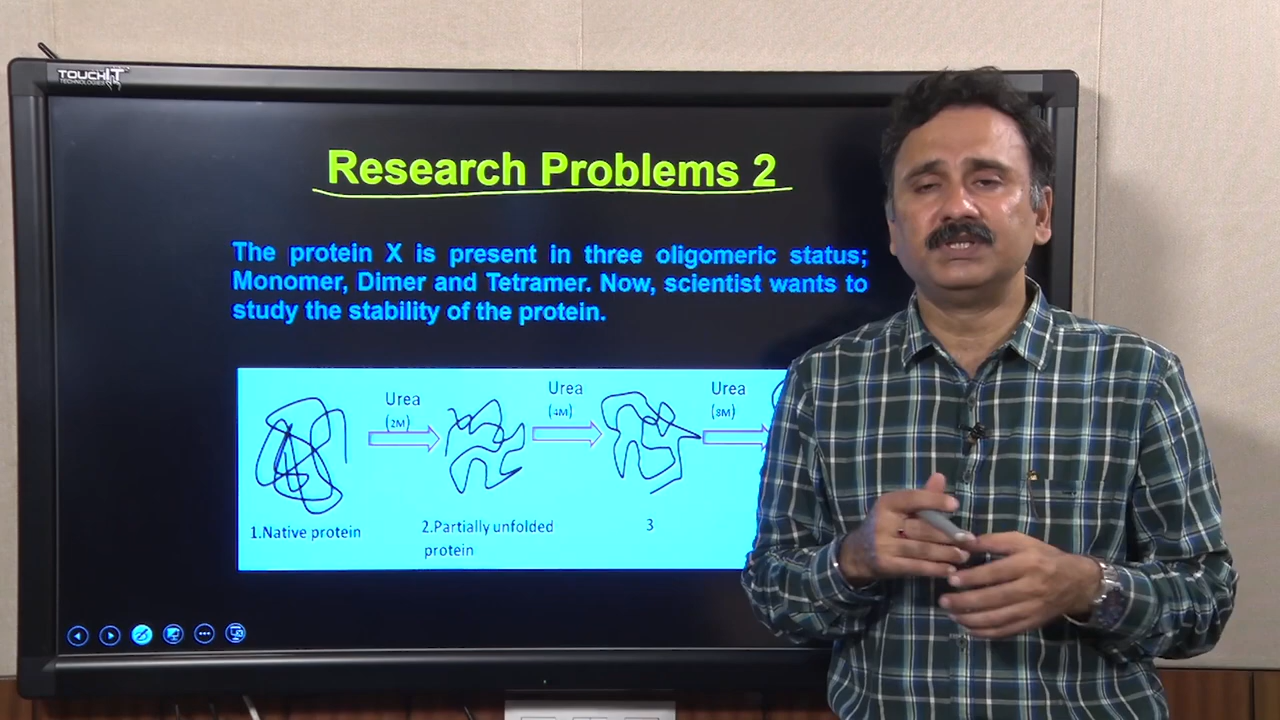 TOUCHIT
TECHNOLOGIES
Research Problems 2
The protein X is present in three oligomeric status;
Monomer, Dimer and Tetramer. Now, scientist wants to
study the stability of the protein.
Urea Urea Urea
(2M) (4M) (8M)
1.Native protein 2.Partially unfolded 3
protein